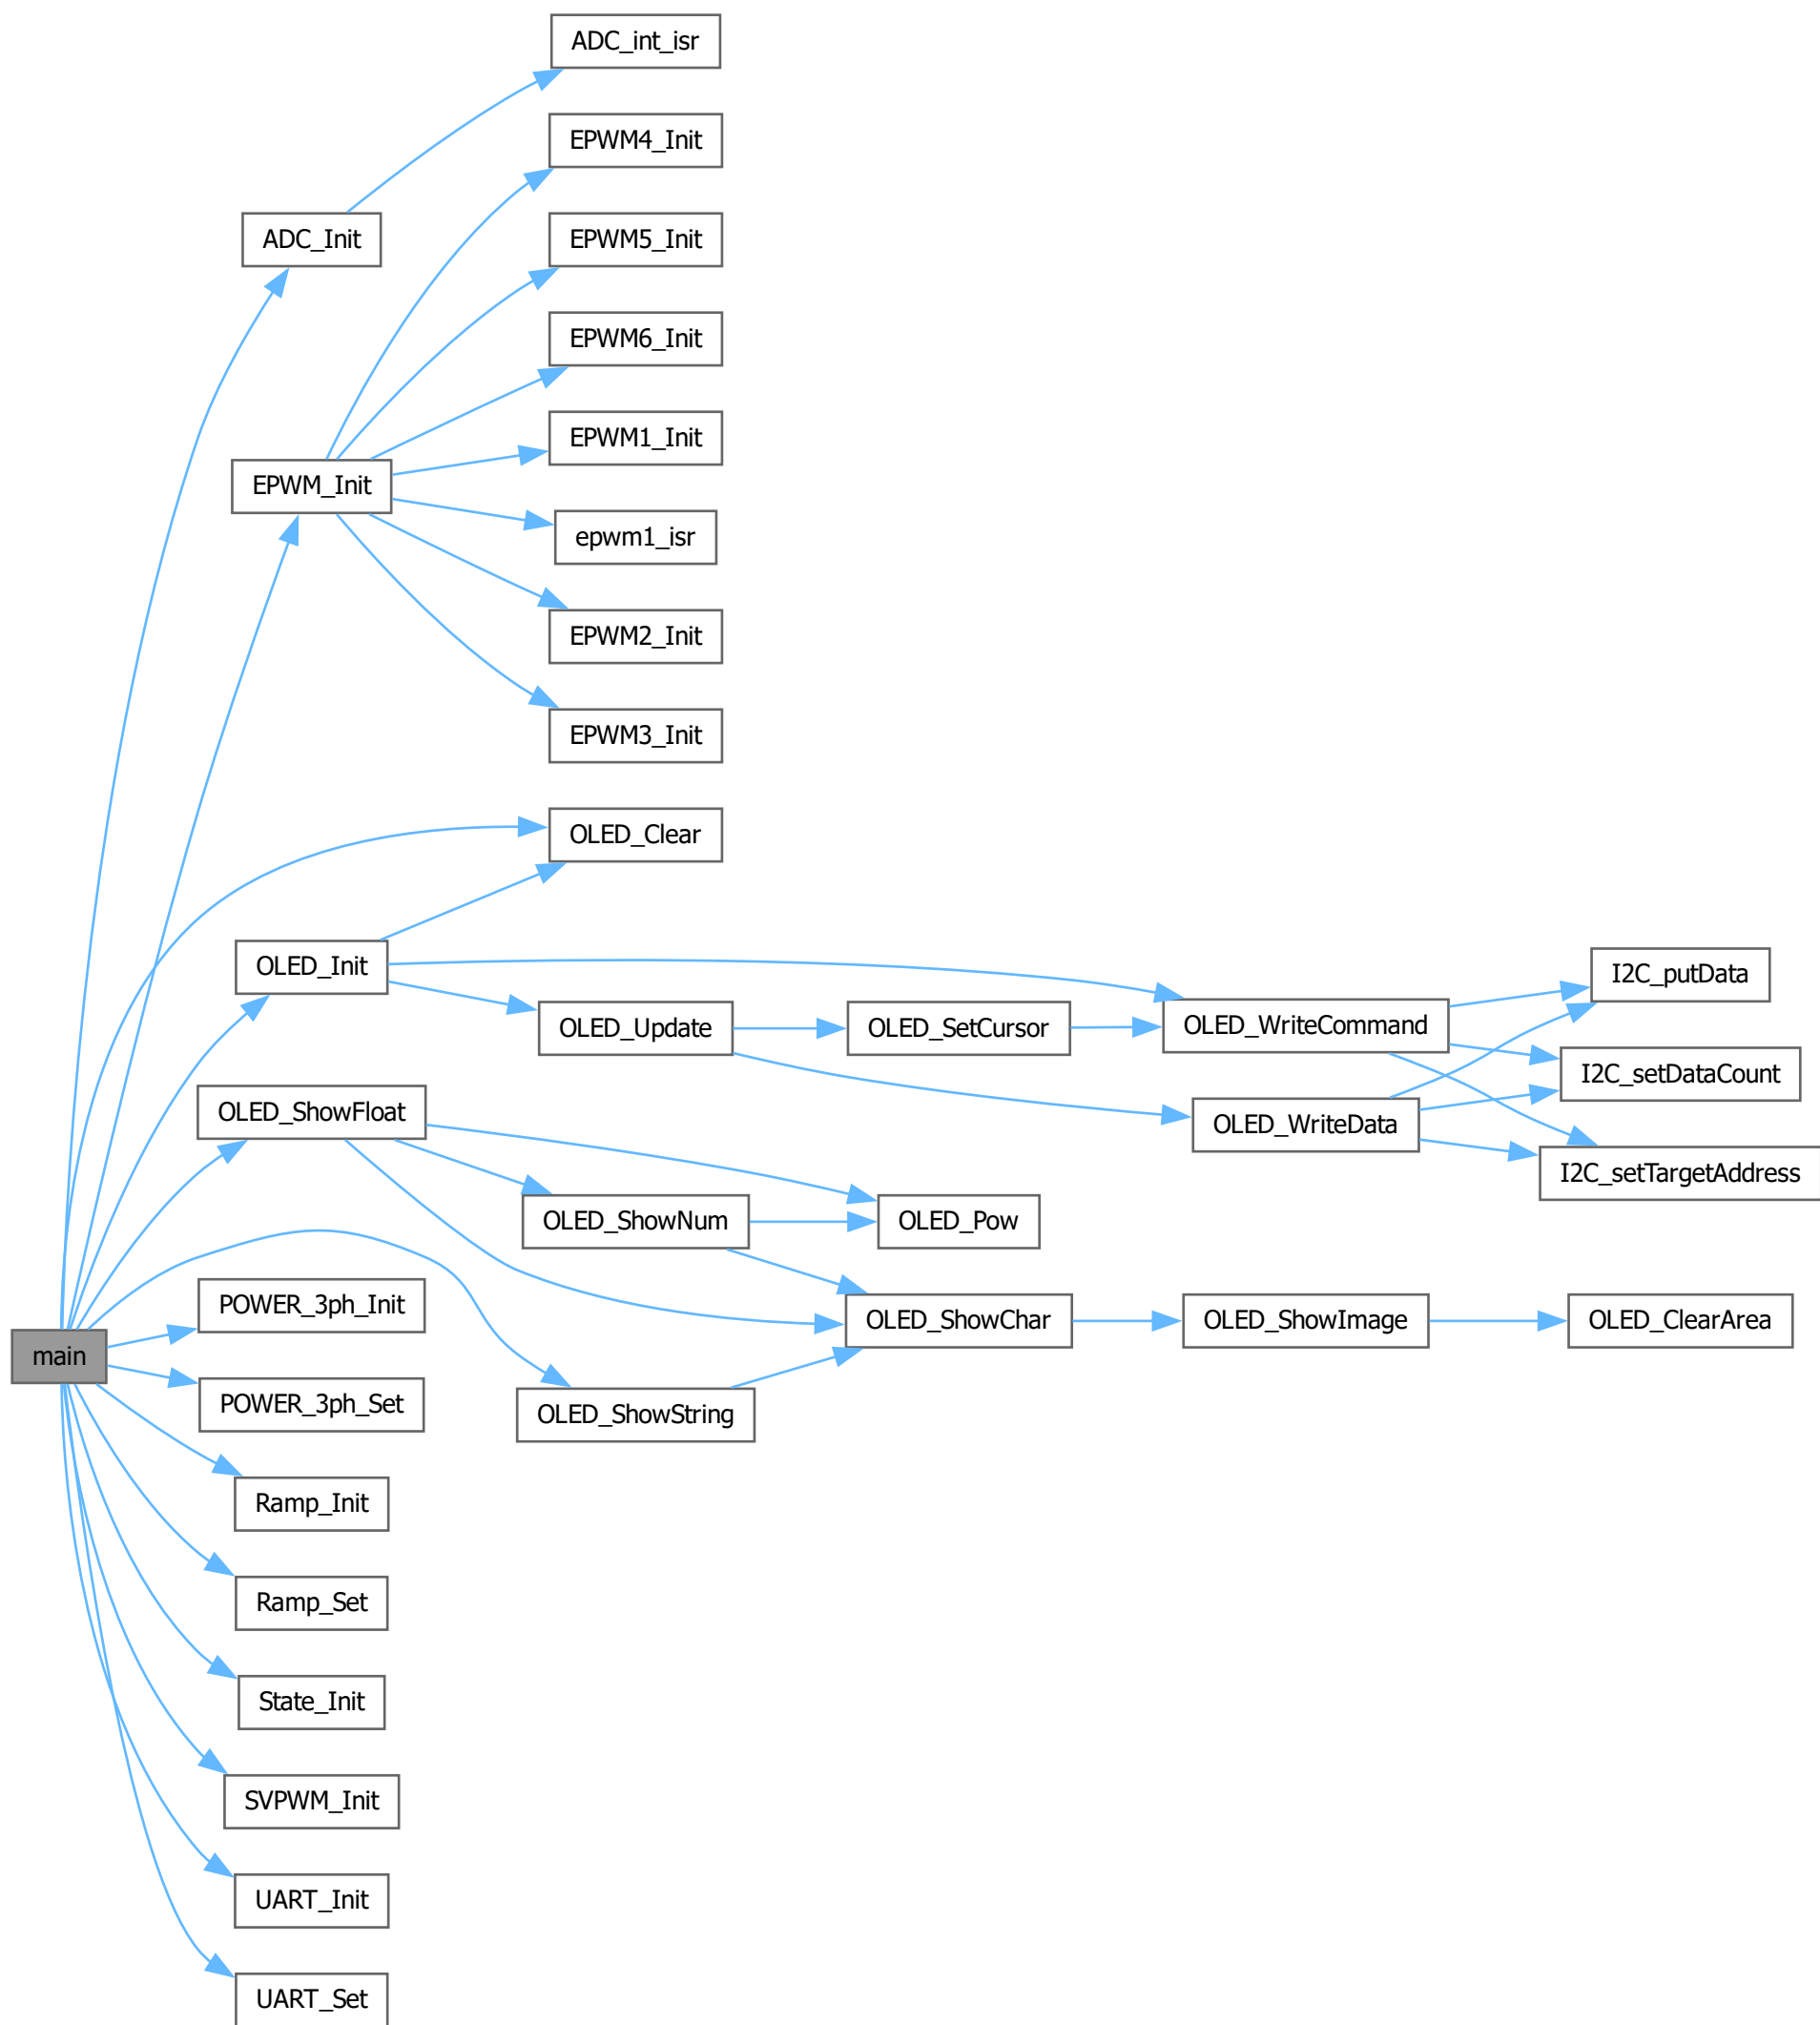 ADC_int_isr
EPWM4_Init
ADC_Init
EPWM5_Init
EPWM6_Init
EPWM1_Init
EPWM_Init
epwm1_isr
EPWM2_Init
EPWM3_Init
OLED_Clear
OLED_Init
I2C_putData
OLED_Update
OLED_SetCursor
OLED_WriteCommand
I2C_setDataCount
OLED_ShowFloat
OLED_WriteData
I2C_setTargetAddress
OLED_ShowNum
OLED_Pow
POWER_3ph_Init
OLED_ShowChar
OLED_ShowImage
OLED_ClearArea
main
POWER_3ph_Set
OLED_ShowString
Ramp_Init
Ramp_Set
State_Init
SVPWM_Init
UART_Init
UART_Set